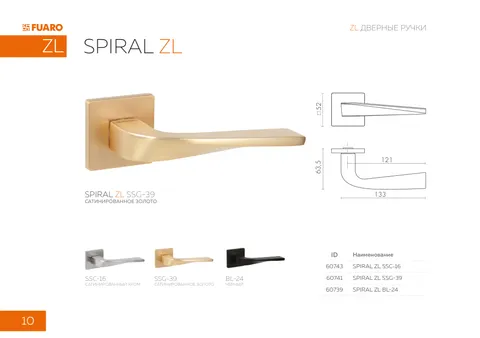 FUARO
ZL
SPIRAL ZL
ZL ДВЕРНЫЕ РУЧКИ
□52
63,5
121
133
SPIRAL ZL SSG-39
САТИНИРОВАННОЕ ЗОЛОТО
SSC-16
САТИНИРОВАННЫЙ ХРОМ
SSG-39
САТИНИРОВАННОЕ ЗОЛОТО
BL-24
ЧЕРНЫЙ
ID Наименование
60743 SPIRAL ZL SSC-16
60741 SPIRAL ZL SSG-39
60739 SPIRAL ZL BL-24
10